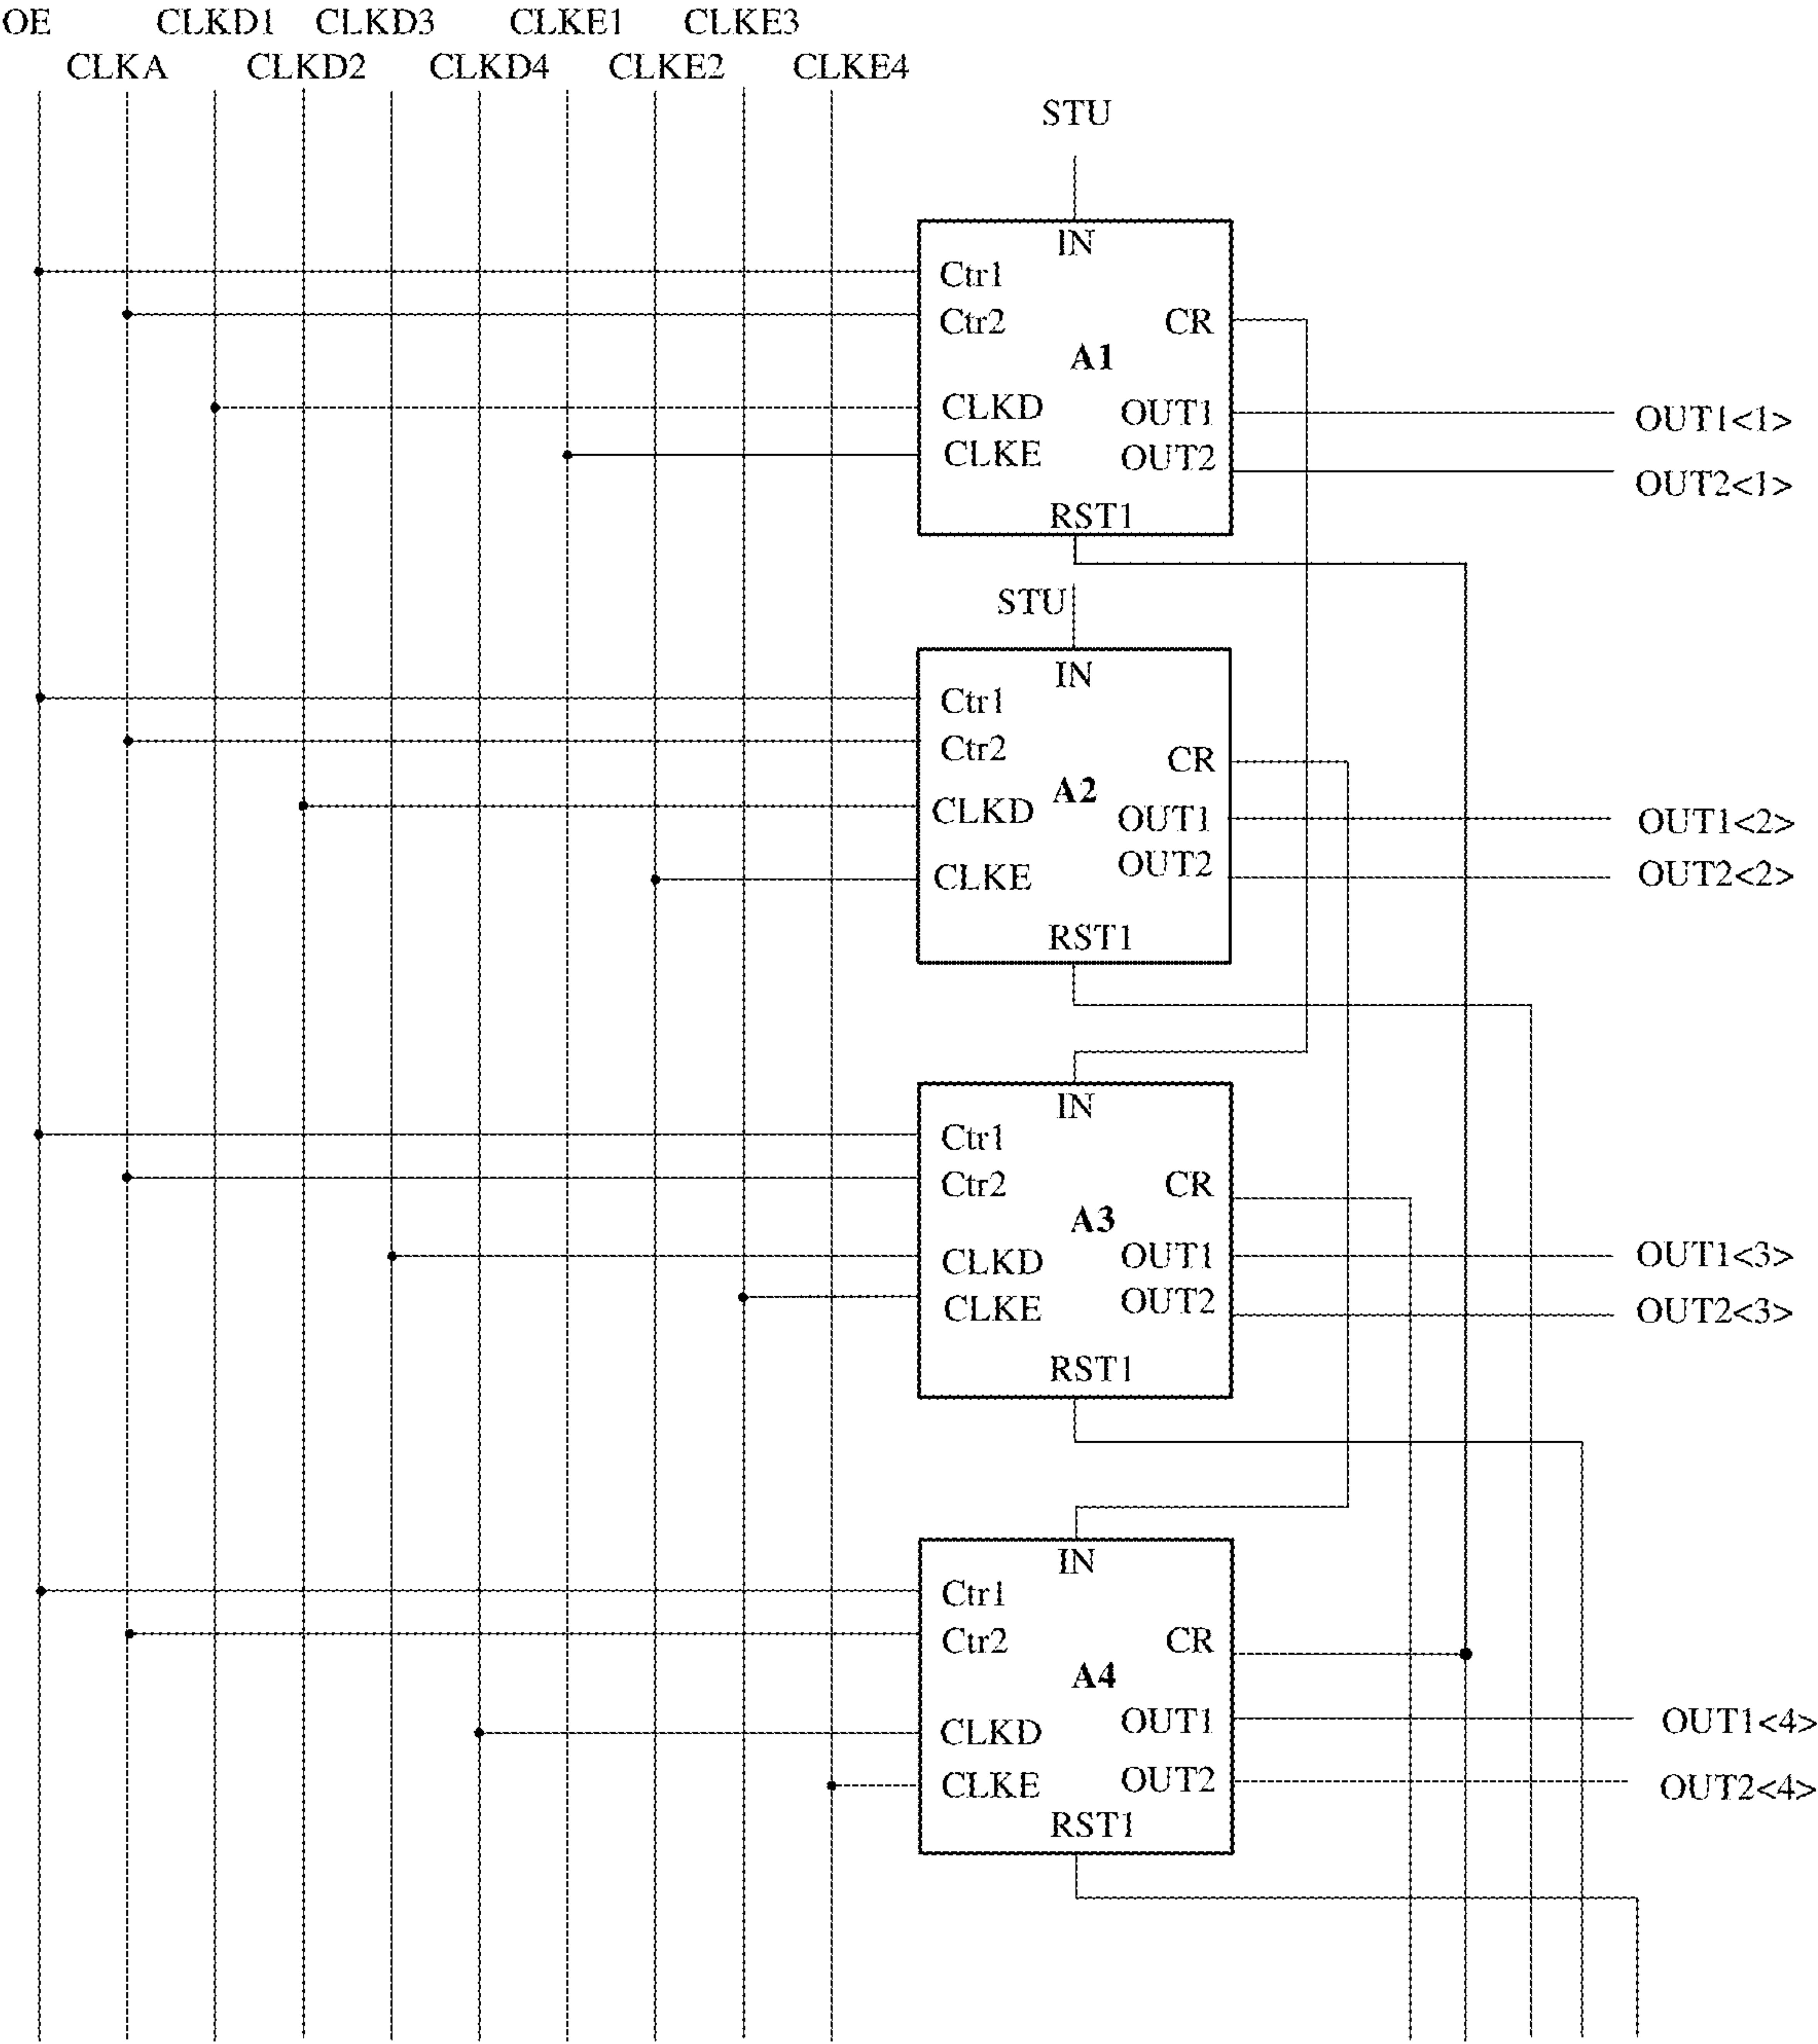 OE CLKD1 CLKD3 CLKE1 CLKE3
CLKA CLKD2 CLKD4 CLKE2 CLKE4
STU
IN
Ctr1
Ctr2 CR
A1
CLKD OUT1 OUT1<1>
CLKE OUT2 OUT2<1>
RST1
STU
IN
Ctr1
Ctr2 CR
A2
CLKD OUT1 OUT1<2>
CLKE OUT2 OUT2<2>
RST1
IN
Ctr1
Ctr2 CR
A3
CLKD OUT1 OUT1<3>
CLKE OUT2 OUT2<3>
RST1
IN
Ctr1
Ctr2 CR
A4
CLKD OUT1 OUT1<4>
CLKE OUT2 OUT2<4>
RST1